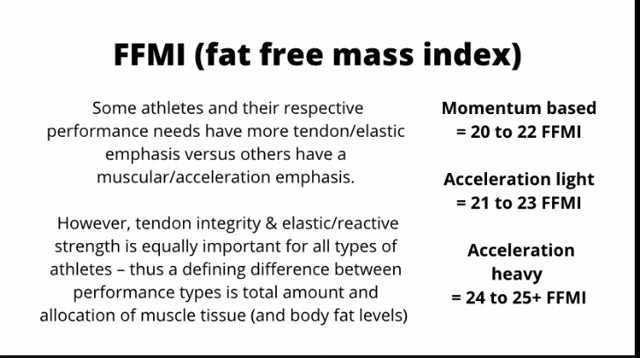 FFMI (fat free mass index)
Some athletes and their respective
performance needs have more tendon/elastic
emphasis versus others have a
muscular/acceleration emphasis.
However, tendon integrity & elastic/reactive
strength is equally important for all types of
athletes – thus a defining difference between
performance types is total amount and
allocation of muscle tissue (and body fat levels)
Momentum based
= 20 to 22 FFMI
Acceleration light
= 21 to 23 FFMI
Acceleration
heavy
= 24 to 25+ FFMI